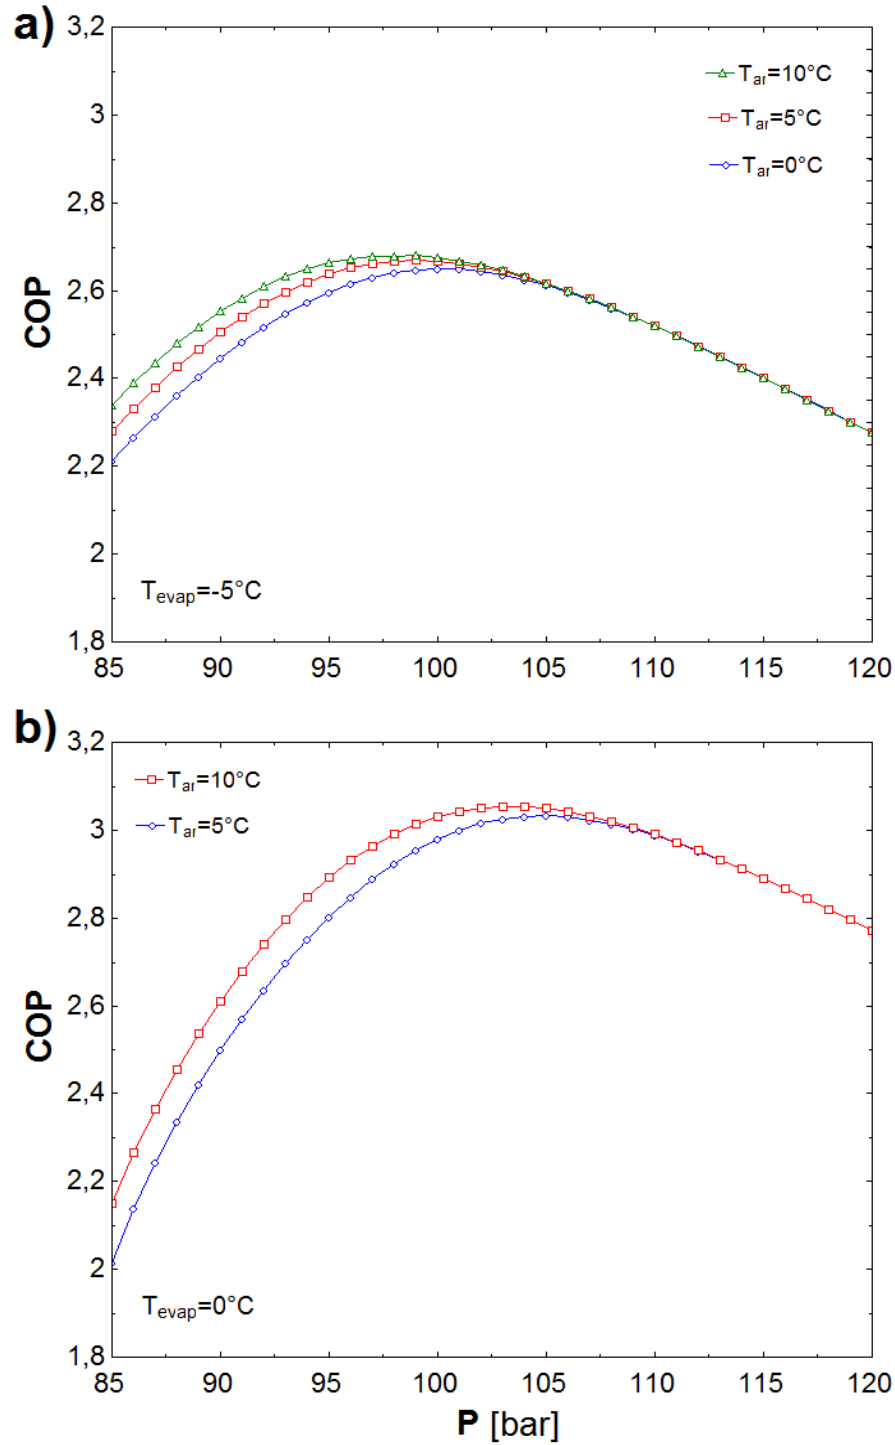 a)
3,2
3
2,8
2,6
2,4
2,2
2
1,8
COP
Tar=10°C
Tar=5°C
Tar=0°C
Tevap=-5°C
85 90 95 100 105 110 115 120
b)
3,2
3
2,8
2,6
2,4
2,2
2
1,8
COP
Tar=10°C
Tar=5°C
Tevap=0°C
85 90 95 100 105 110 115 120
P [bar]